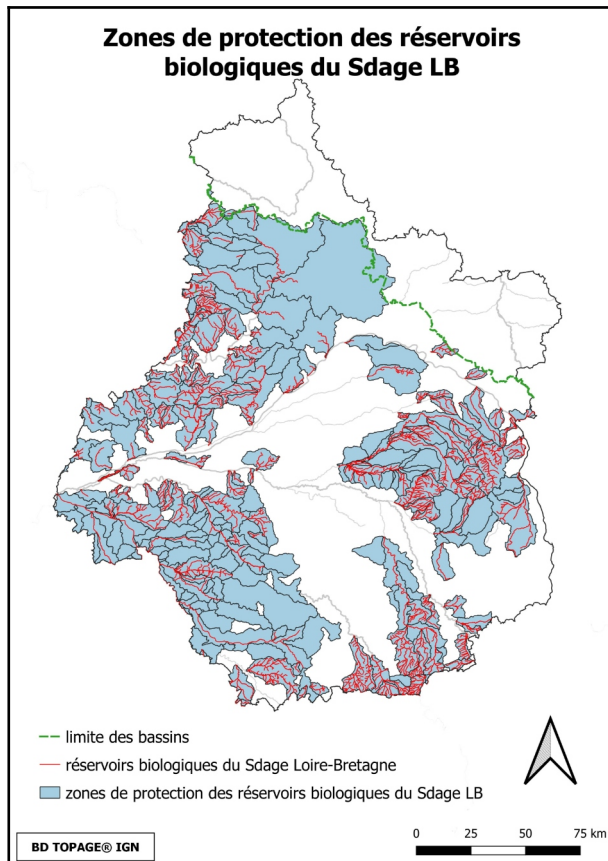 Zones de protection des réservoirs
biologiques du Sdage LB
limite des bassins
réservoirs biologiques du Sdage Loire-Bretagne
zones de protection des réservoirs biologiques du Sdage LB
BD TOPAGE® IGN
0 25 50 75 km